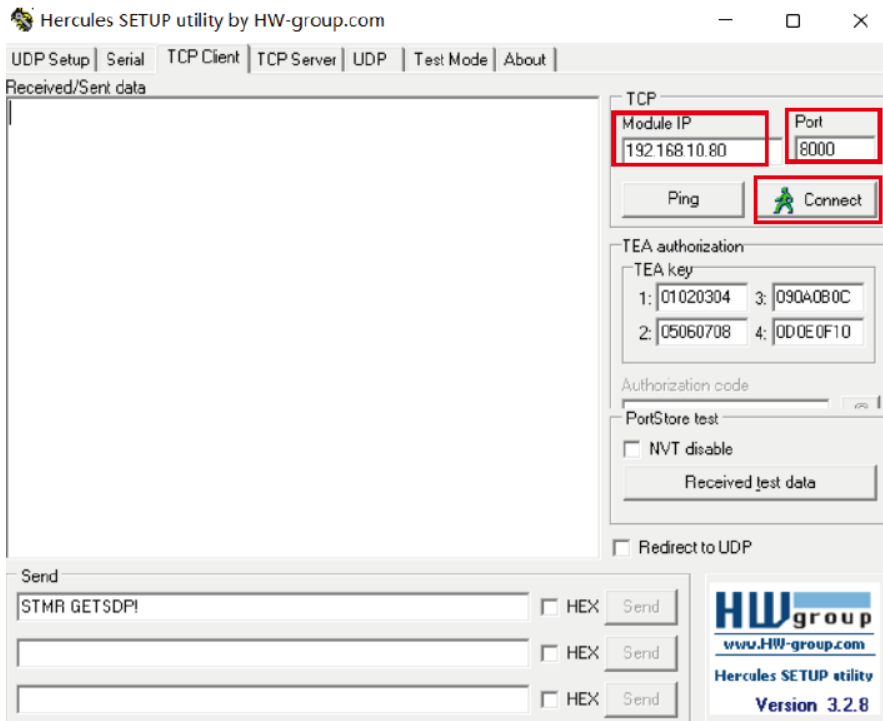 Hercules SETUP utility by HW-group.com
UDP Setup Serial TCP Client TCP Server UDP Test Mode About
Received/Sent data
TCP
Module IP Port
192.168.10.80 8000
Ping Connect
TEA authorization
TEA key
1: 01020304 3: 090A0B0C
2: 05060708 4: 0D0E0F10
Authorization code
PortStore test
NVT disable
Received test data
Redirect to UDP
Send
STMR GETSDP! HEX Send
HEX Send
HEX Send
HW group
www.HW-group.com
Hercules SETUP utility
Version 3.2.8